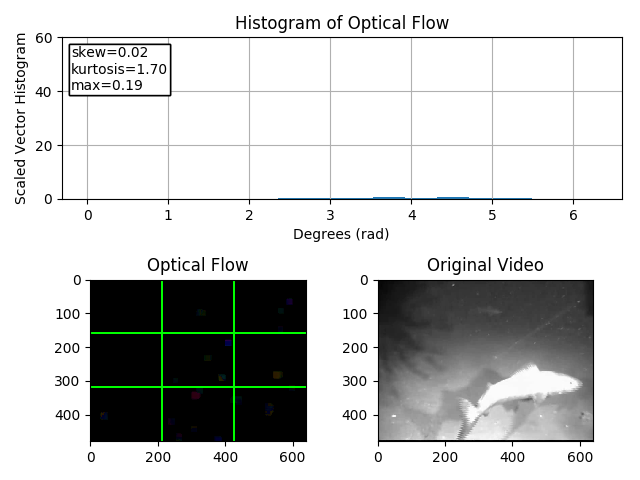 Histogram of Optical Flow
Scaled Vector Histogram
60
40
20
0
skew=0.02
kurtosis=1.70
max=0.19
0 1 2 3 4 5 6
Degrees (rad)
Optical Flow
0
100
200
300
400
0 200 400 600
Original Video
0
100
200
300
400
0 200 400 600